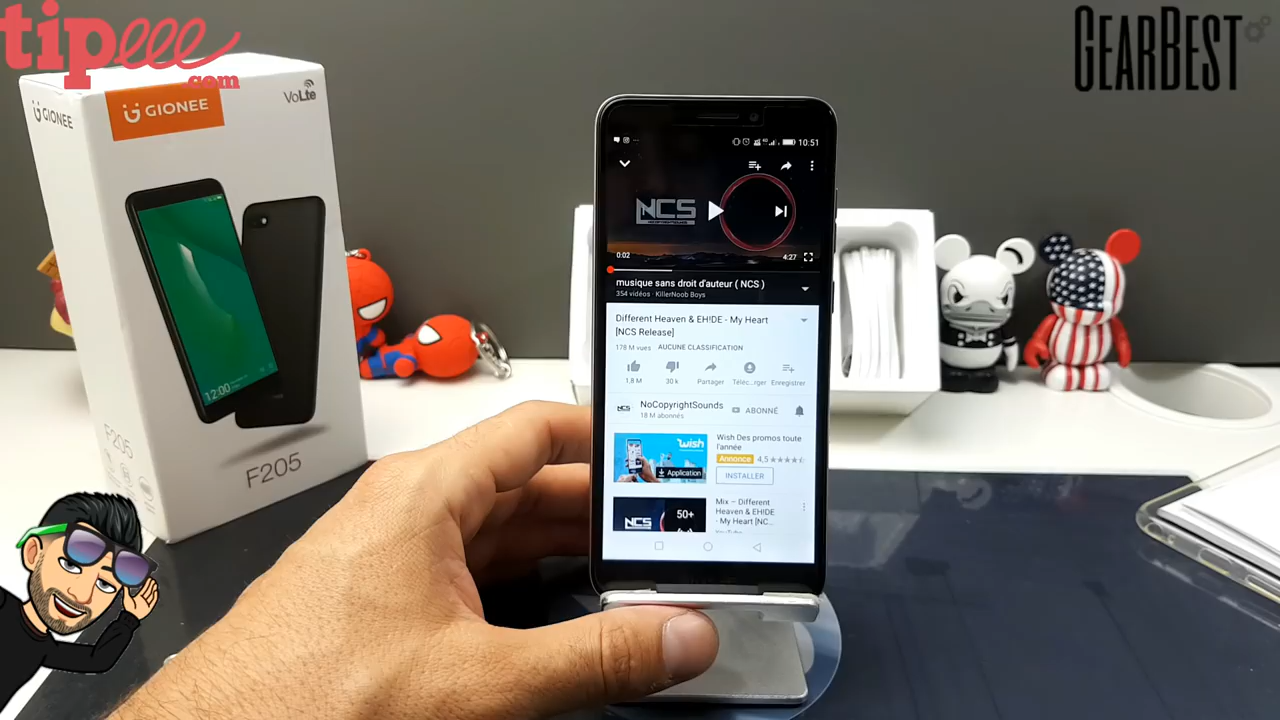 tipeee
.com
GEARBEST
GIONEE
GIONEE
VoLte
12:00
F205
F205
10:51
NCS
0:02
4:27
musique sans droit d'auteur ( NCS )
354 vidéos · KillerNoob Boys
Different Heaven & EH!DE - My Heart
[NCS Release]
178 M vues AUCUNE CLASSIFICATION
1,8 M
30 k
Partager
Téléc...rger
Enregistrer
NCS
NoCopyrightSounds
18 M abonnés
ABONNÉ
wish
Application
Wish Des promos toute
l'année
Annonce 4,5
INSTALLER
NCS
50+
Mix – Different
Heaven & EH!DE
- My Heart [NC...